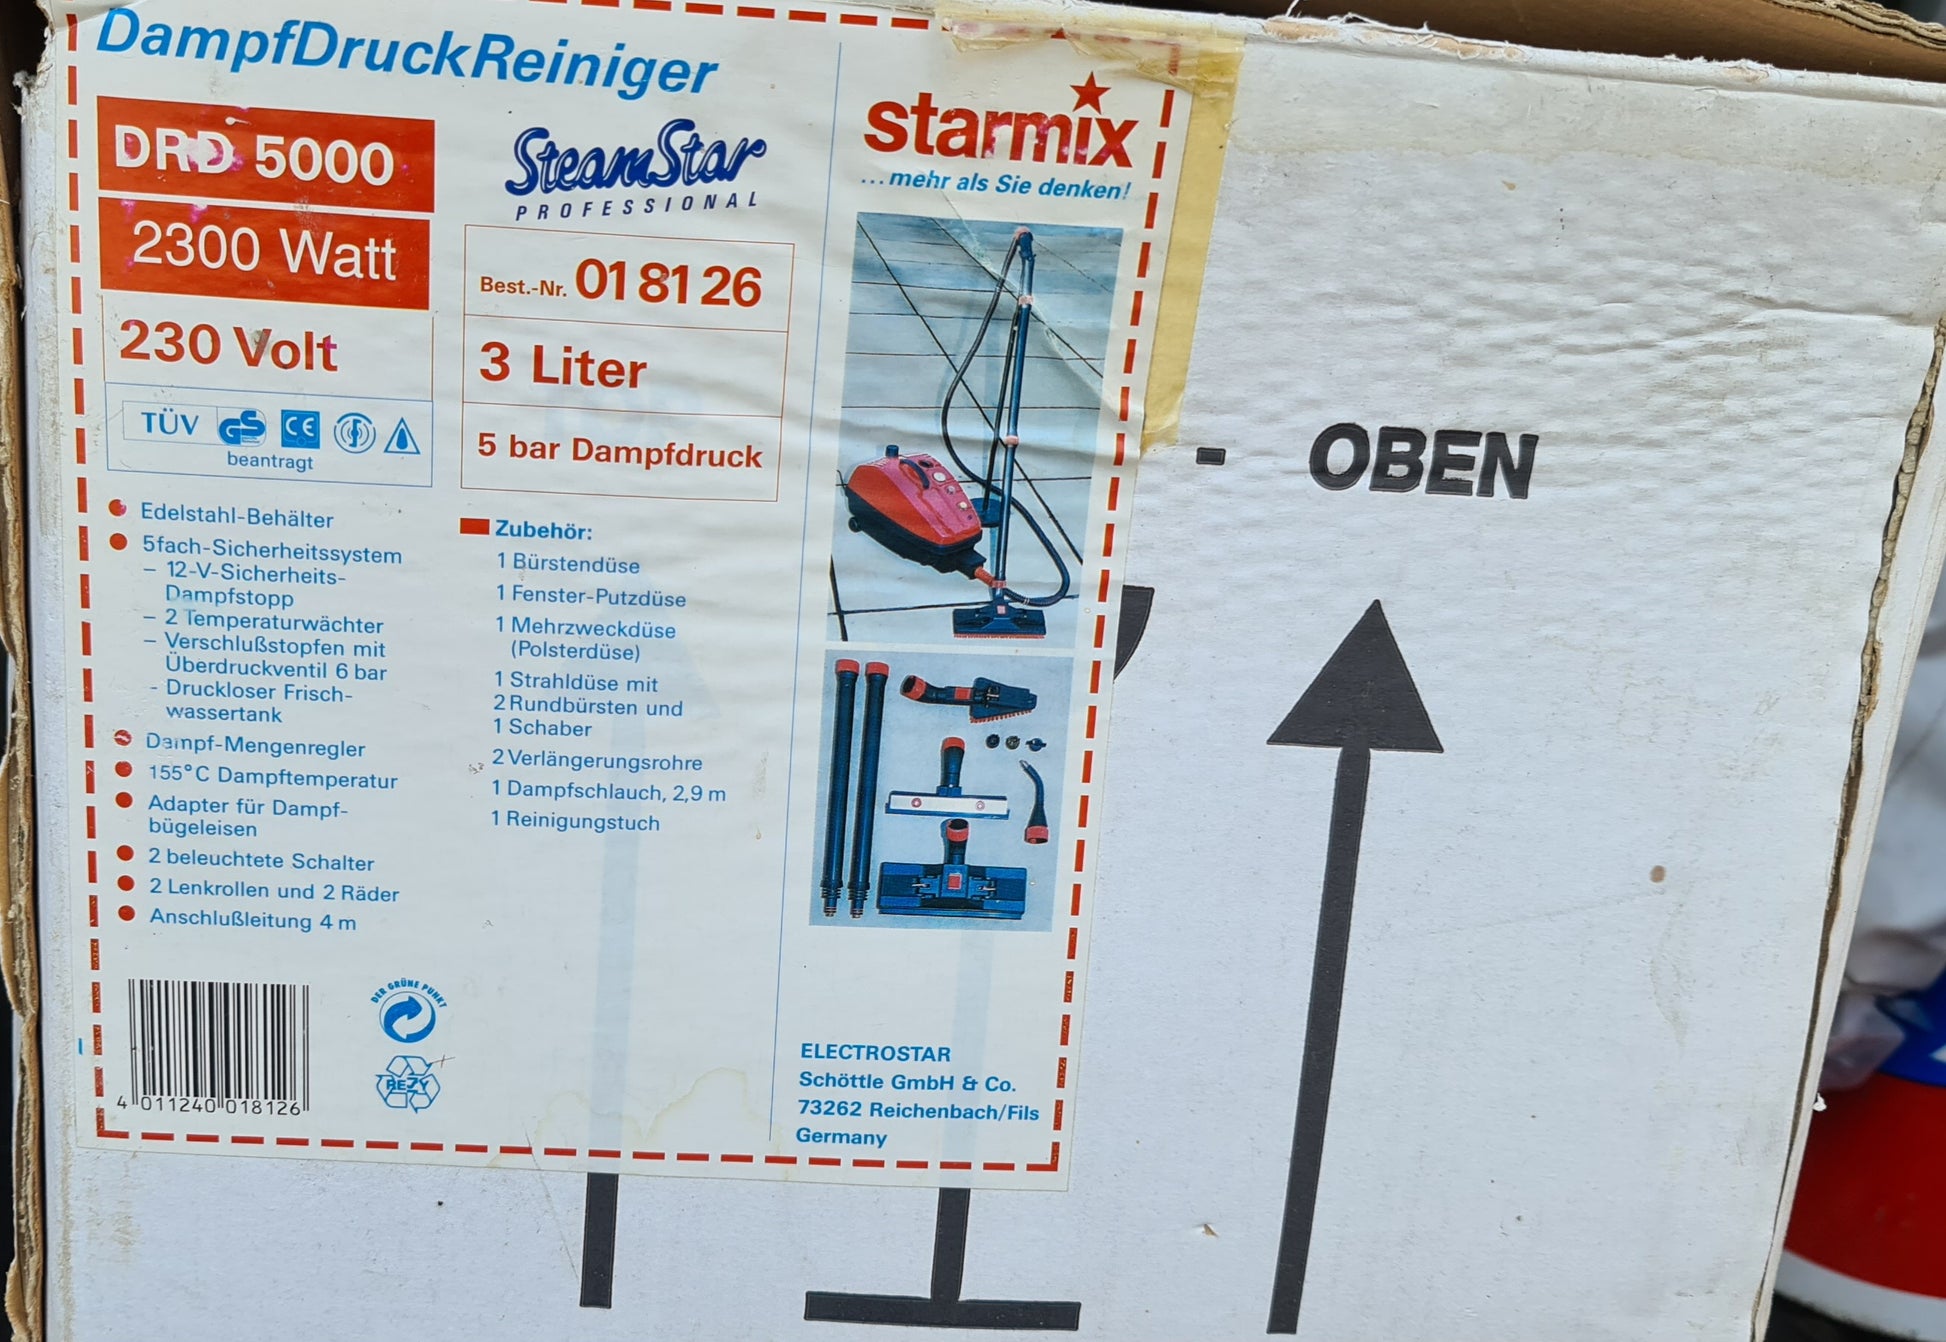 DampfDruckReiniger
DRD 5000
2300 Watt
230 Volt
TÜV GS CE
beantragt
Edelstahl-Behälter
5fach-Sicherheitssystem
– 12-V-Sicherheits-
Dampfstopp
– 2 Temperaturwächter
– Verschlußstopfen mit
Überdruckventil 6 bar
- Druckloser Frisch-
wassertank
Dampf-Mengenregler
155°C Dampftemperatur
Adapter für Dampf-
bügeleisen
2 beleuchtete Schalter
2 Lenkrollen und 2 Räder
Anschlußleitung 4 m
4 011240 018126
DER GRÜNE PUNKT
RESY
SteamStar
PROFESSIONAL
Best.-Nr. 018126
3 Liter
5 bar Dampfdruck
Zubehör:
1 Bürstendüse
1 Fenster-Putzdüse
1 Mehrzweckdüse
(Polsterdüse)
1 Strahldüse mit
2 Rundbürsten und
1 Schaber
2 Verlängerungsrohre
1 Dampfschlauch, 2,9 m
1 Reinigungstuch
starmix
...mehr als Sie denken!
ELECTROSTAR
Schöttle GmbH & Co.
73262 Reichenbach/Fils
Germany
- OBEN